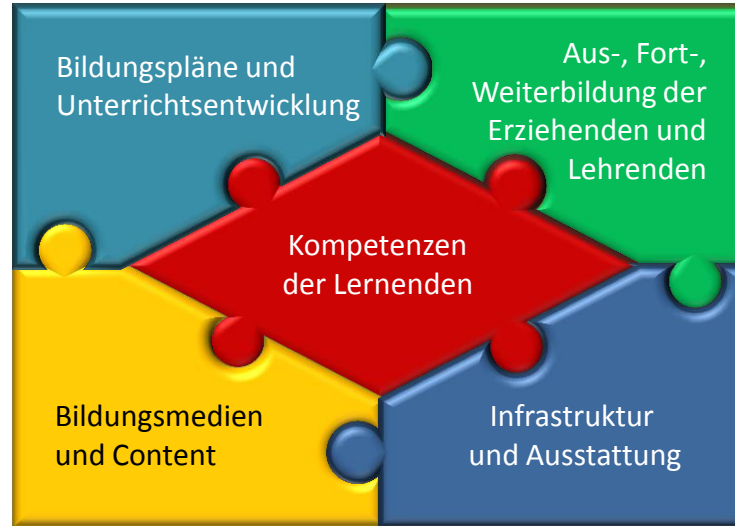 Bildungspläne und
Unterrichtsentwicklung
Aus-, Fort-,
Weiterbildung der
Erziehenden und
Lehrenden
Kompetenzen
der Lernenden
Bildungsmedien
und Content
Infrastruktur
und Ausstattung